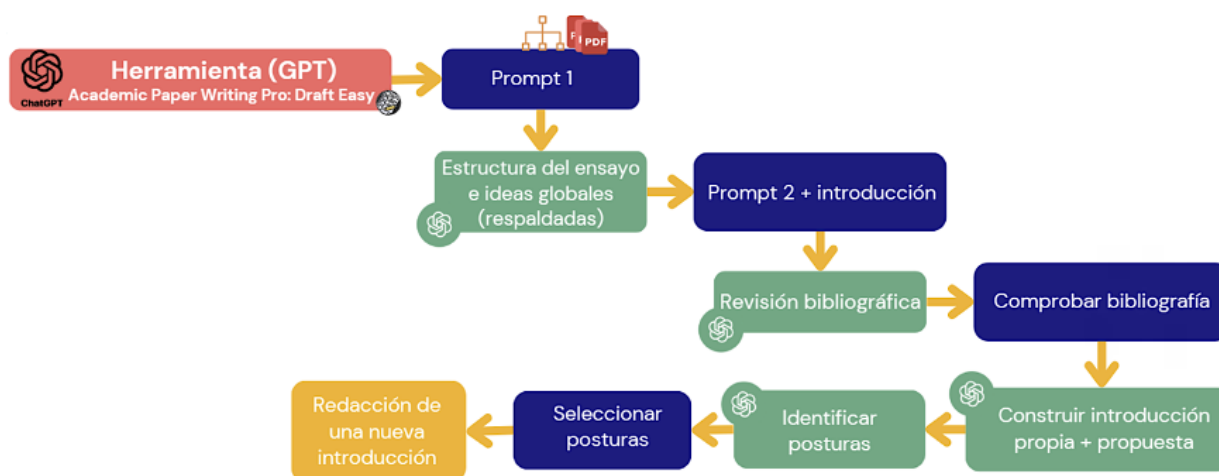 PDF
Herramienta (GPT)
ChatGPT
Academic Paper Writing Pro: Draft Easy
Prompt 1
Estructura del ensayo
e ideas globales
(respaldadas)
Prompt 2 + introducción
Revisión bibliográfica
Comprobar bibliografía
Construir introducción
propia + propuesta
Identificar
posturas
Seleccionar
posturas
Redacción de
una nueva
introducción